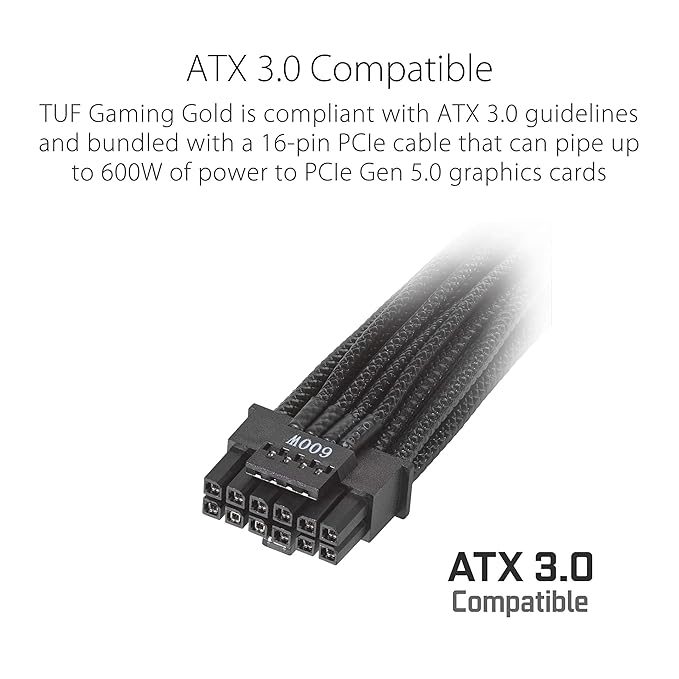 ATX 3.0 Compatible
TUF Gaming Gold is compliant with ATX 3.0 guidelines
and bundled with a 16-pin PCIe cable that can pipe up
to 600W of power to PCIe Gen 5.0 graphics cards
600W
ATX 3.0
Compatible